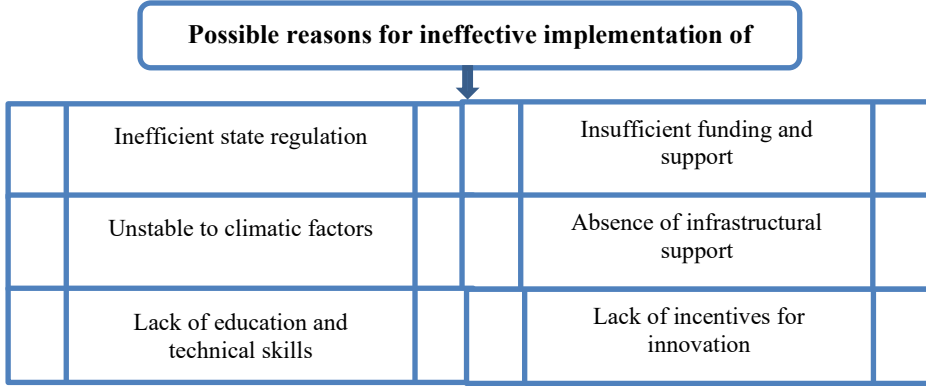 Possible reasons for ineffective implementation of
Inefficient state regulation
Insufficient funding and
support
Unstable to climatic factors
Absence of infrastructural
support
Lack of education and
technical skills
Lack of incentives for
innovation